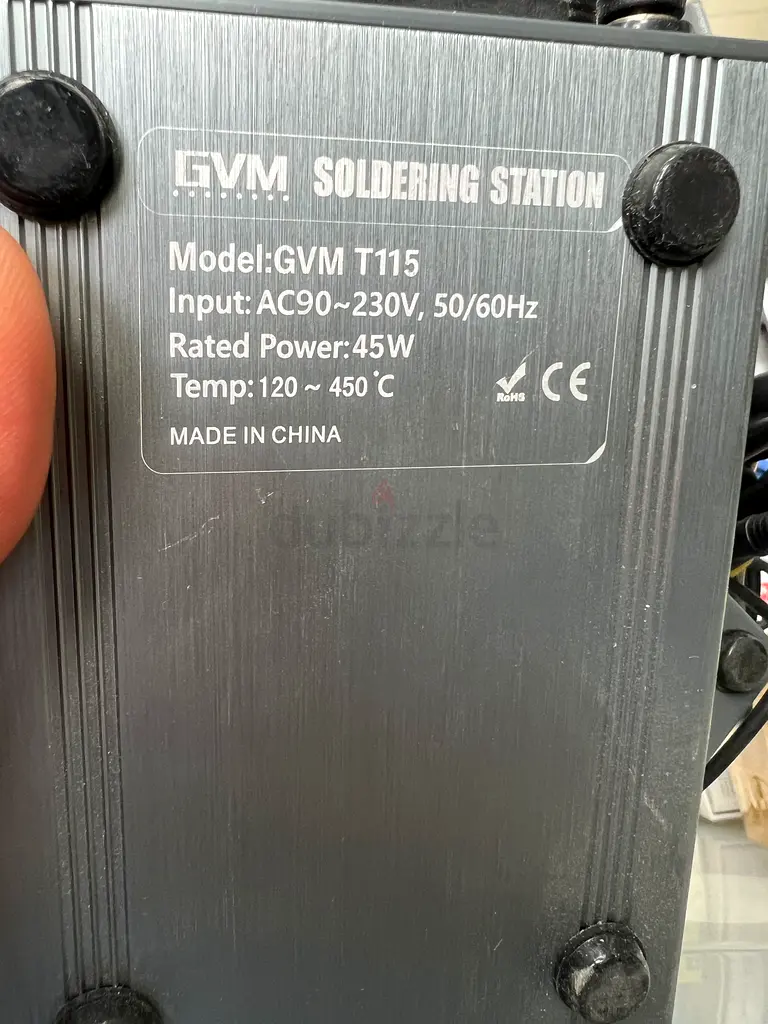 GVM SOLDERING STATION
Model:GVM T115
Input: AC90~230V, 50/60Hz
Rated Power:45W
Temp: 120 ~ 450 °C
RoHS CE
MADE IN CHINA
dubizzle